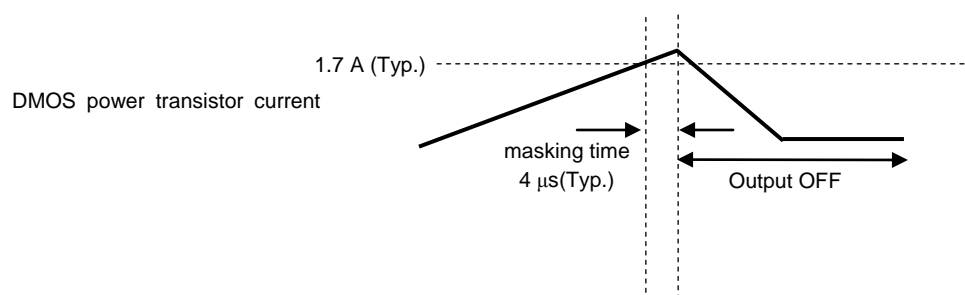 1.7 A (Typ.)
DMOS power transistor current
masking time
4 μs(Typ.)
Output OFF